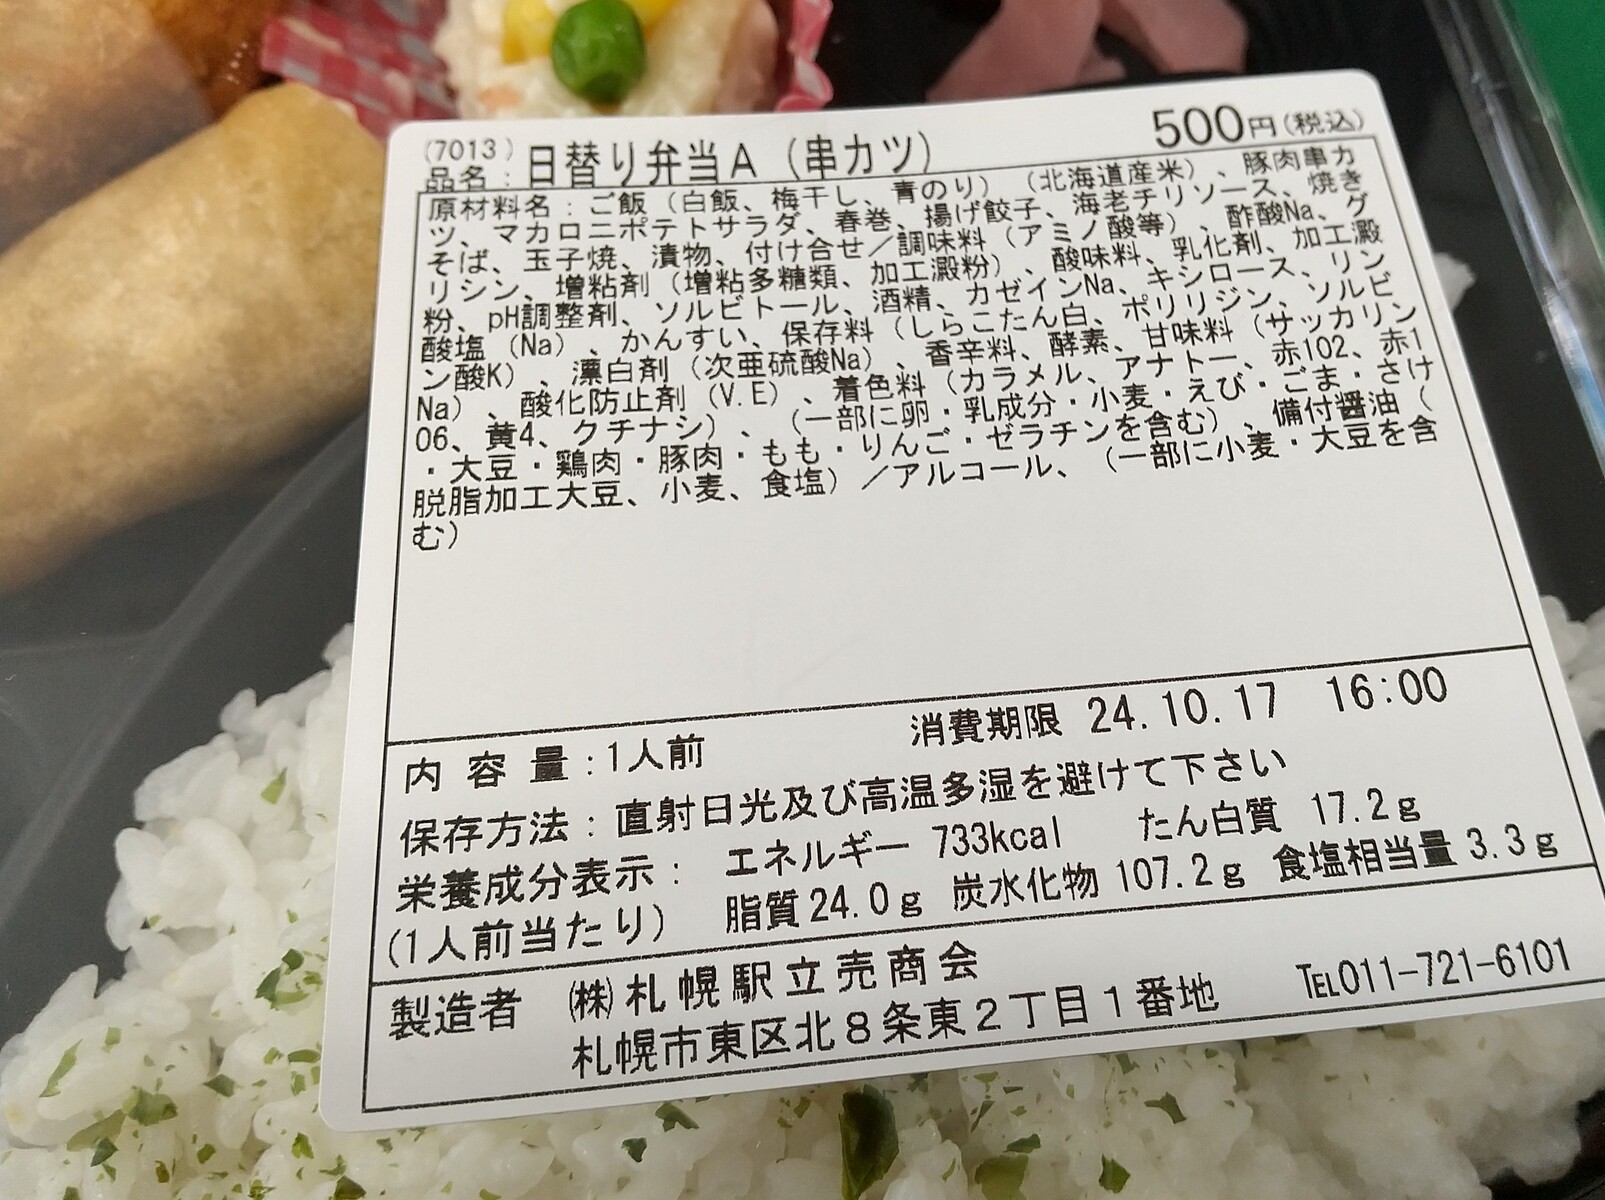 (7013)
品名：日替り弁当A（串カツ） 500円(税込)
原材料名：ご飯（白飯、梅干し、青のり）（北海道産米）、豚肉串カ
ツ、マカロニポテトサラダ、春巻、揚げ餃子、海老チリソース、焼き
そば、玉子焼、漬物、付け合せ／調味料（アミノ酸等）、酢酸Na、グ
リシン、増粘剤（増粘多糖類、加工澱粉）、酸味料、乳化剤、加工澱
粉、pH調整剤、ソルビトール、酒精、カゼインNa、キシロース、リン
酸塩（Na）、かんすい、保存料（しらこたん白、ポリリジン、ソルビ
ン酸K）、漂白剤（次亜硫酸Na）、香辛料、酵素、甘味料（サッカリン
Na）、酸化防止剤（V.E）、着色料（カラメル、アナトー、赤102、赤1
06、黄4、クチナシ）、（一部に卵・乳成分・小麦・えび・ごま・さけ
・大豆・鶏肉・豚肉・もも・りんご・ゼラチンを含む）、備付醤油（
脱脂加工大豆、小麦、食塩）／アルコール、（一部に小麦・大豆を含
む）
内容量：1人前 消費期限 24.10.17 16:00
保存方法：直射日光及び高温多湿を避けて下さい
栄養成分表示： エネルギー 733kcal たん白質 17.2g
(1人前当たり) 脂質24.0g 炭水化物 107.2g 食塩相当量 3.3g
製造者 ㈱札幌駅立売商会
札幌市東区北８条東２丁目１番地 TEL011-721-6101